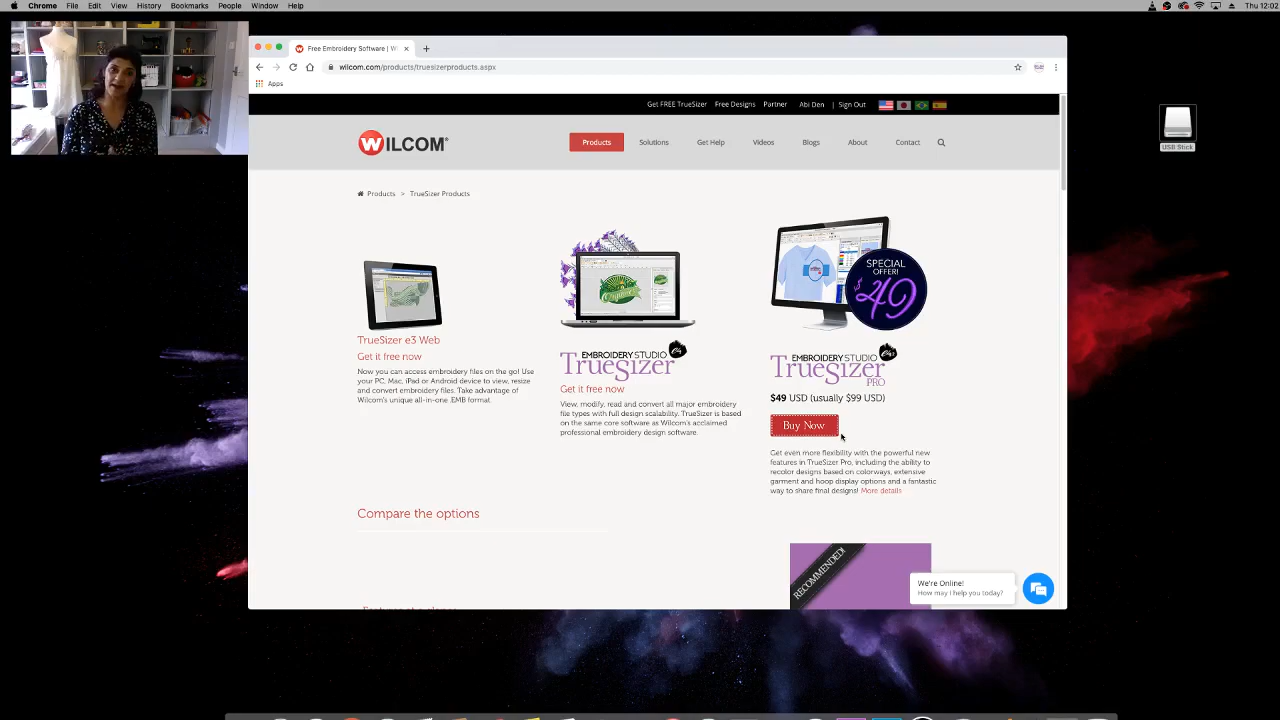 Chrome File Edit View History Bookmarks People Window Help Thu 12:02
Free Embroidery Software | W
wilcom.com/products/truesizerproducts.aspx
Apps
Get FREE TrueSizer Free Designs Partner Abi Den | Sign Out
WILCOM® Products Solutions Get Help Videos Blogs About Contact
USB Stick
Products > TrueSizer Products
SPECIAL
OFFER!
US$ 49
TrueSizer e3 Web
Get it free now
Now you can access embroidery files on the go! Use
your PC, Mac, iPad or Android device to view, resize
and convert embroidery files. Take advantage of
Wilcom's unique all-in-one .EMB format.
EMBROIDERY STUDIO
TrueSizer
Get it free now
View, modify, read and convert all major embroidery
file types with full design scalability. TrueSizer is based
on the same core software as Wilcom's acclaimed
professional embroidery design software.
EMBROIDERY STUDIO
TrueSizer
PRO
$49 USD (usually $99 USD)
Buy Now
Get even more flexibility with the powerful new
features in TrueSizer Pro, including the ability to
recolor designs based on colorways, extensive
garment and hoop display options and a fantastic
way to share final designs! More details
Compare the options
RECOMMENDED!
We're Online!
How may I help you today?
Features at a glance